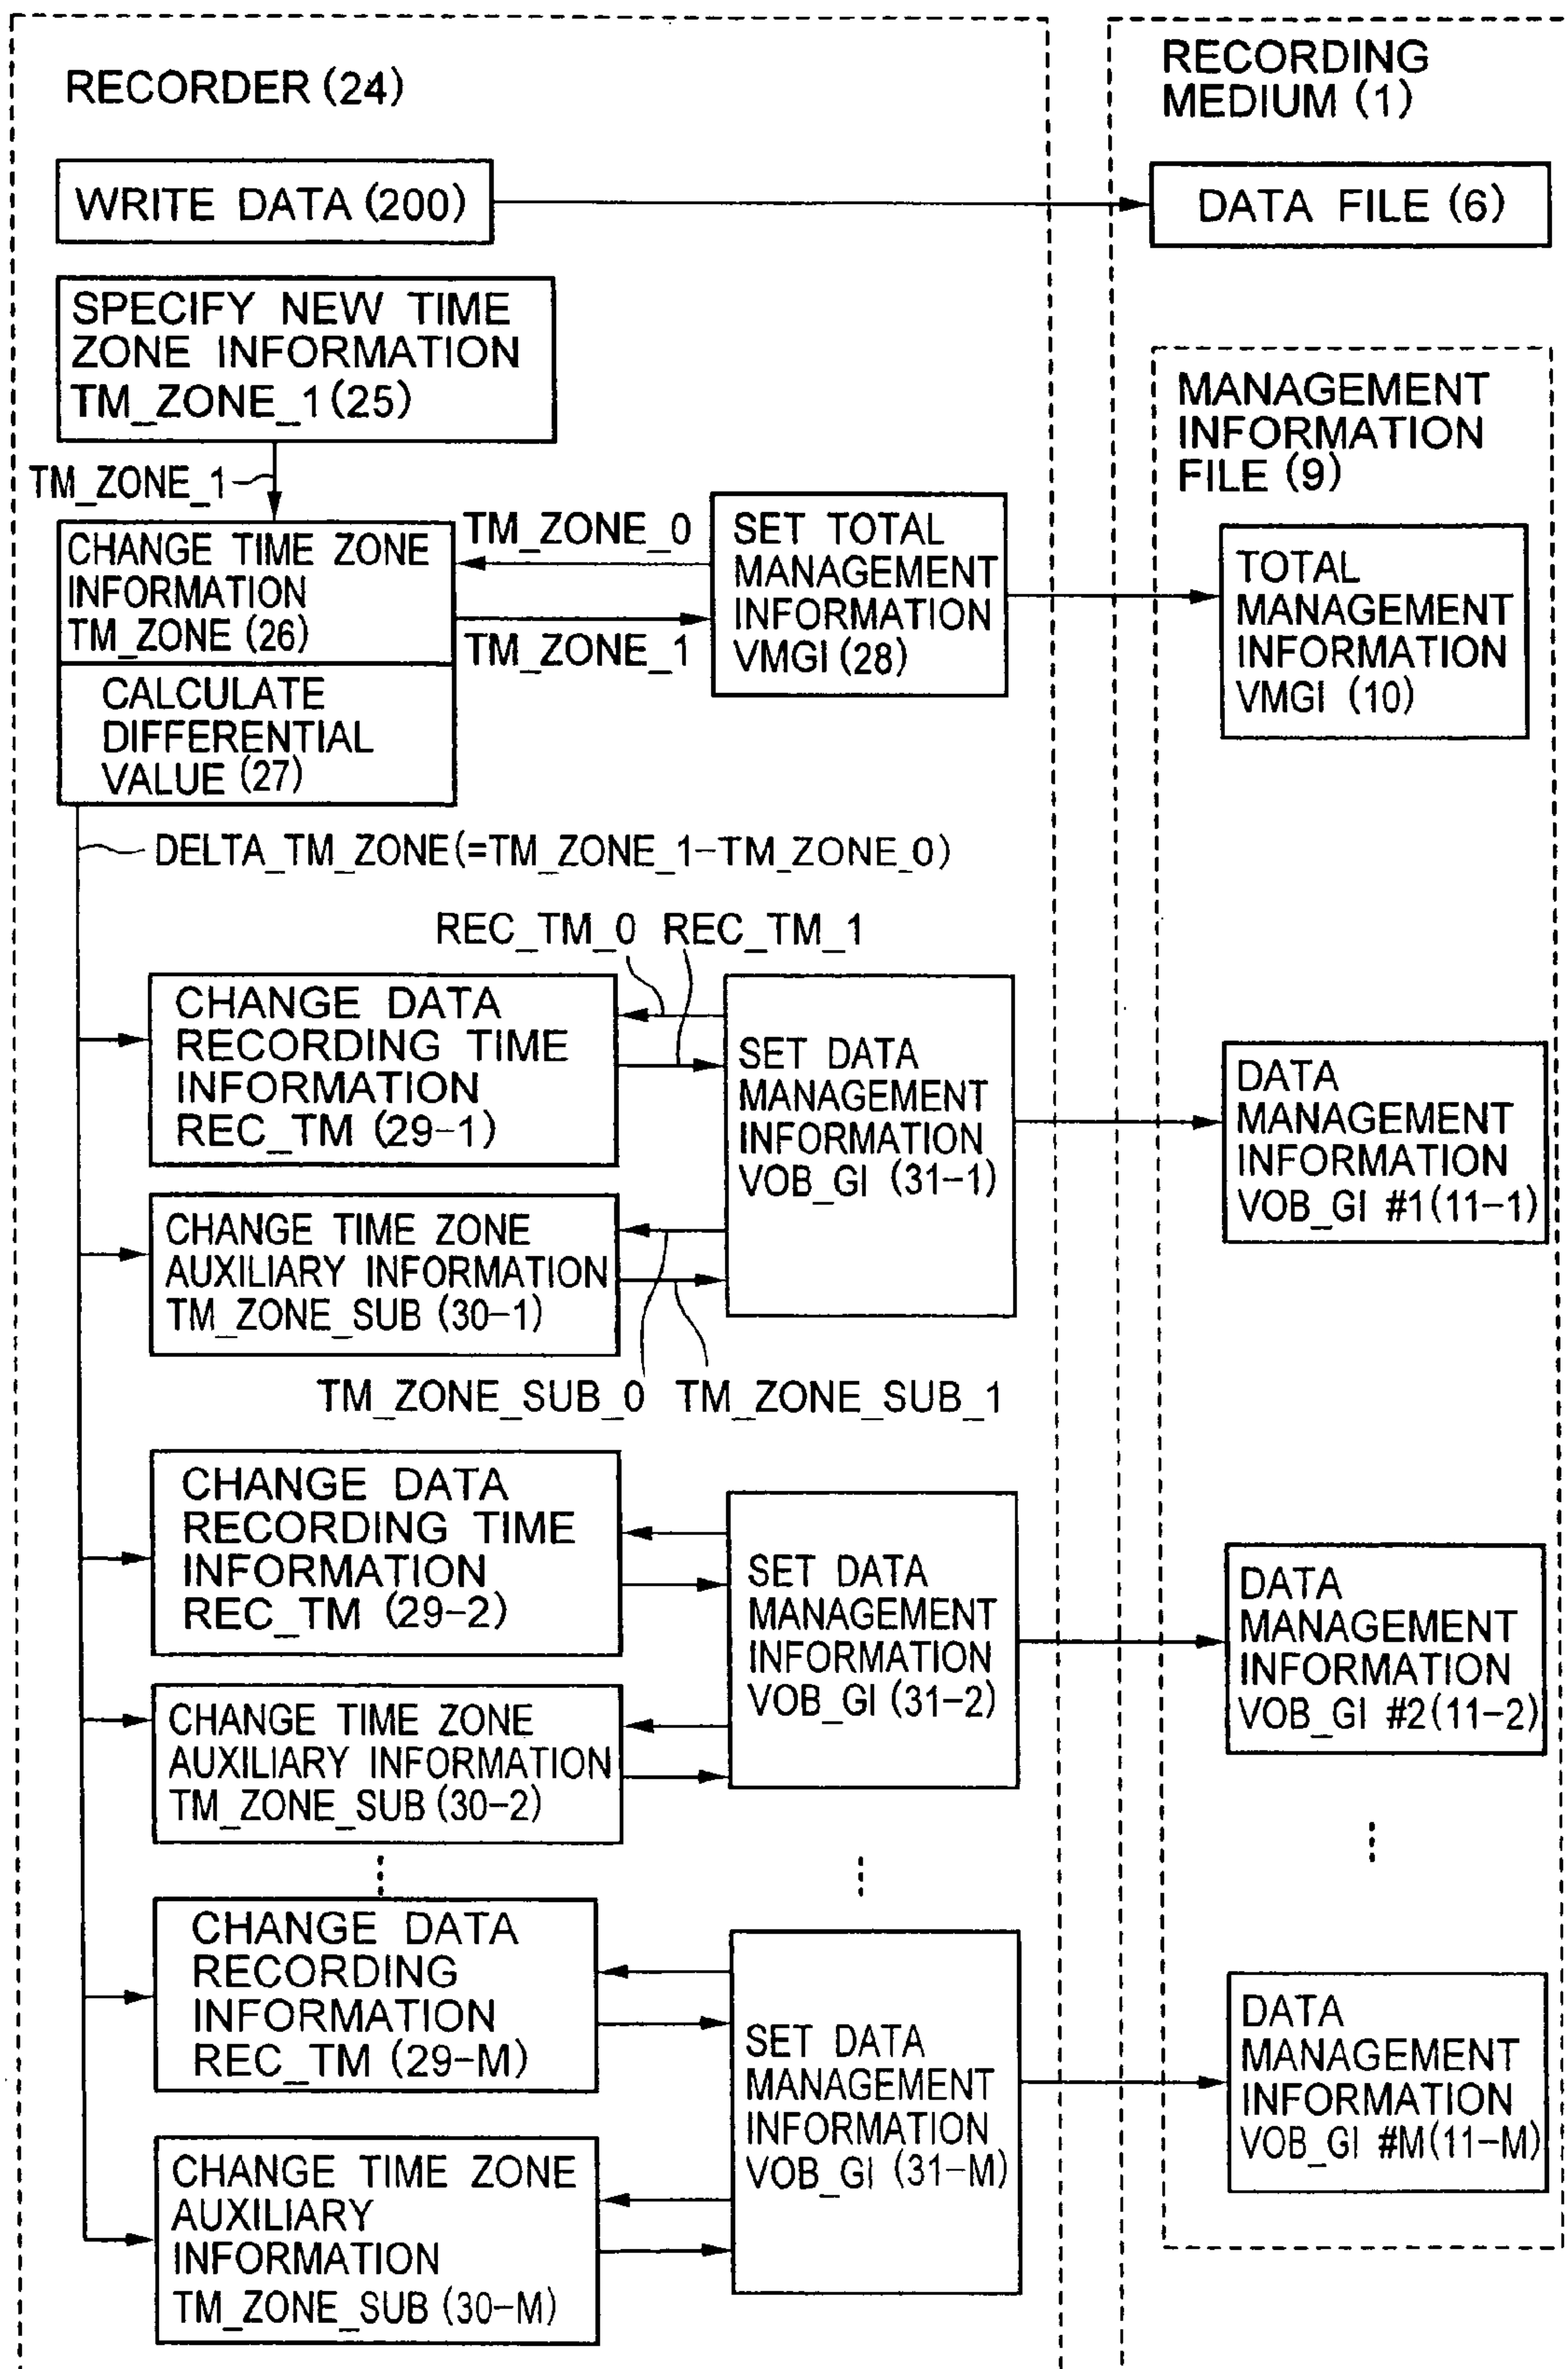 RECORDER (24)
RECORDING
MEDIUM (1)
WRITE DATA (200)
DATA FILE (6)
SPECIFY NEW TIME
ZONE INFORMATION
TM_ZONE_1 (25)
MANAGEMENT
INFORMATION
FILE (9)
TM_ZONE_1
CHANGE TIME ZONE
INFORMATION
TM_ZONE (26)
TM_ZONE_0
TM_ZONE_1
SET TOTAL
MANAGEMENT
INFORMATION
VMGI (28)
TOTAL
MANAGEMENT
INFORMATION
VMGI (10)
CALCULATE
DIFFERENTIAL
VALUE (27)
DELTA_TM_ZONE(=TM_ZONE_1-TM_ZONE_0)
REC_TM_0 REC_TM_1
CHANGE DATA
RECORDING TIME
INFORMATION
REC_TM (29-1)
SET DATA
MANAGEMENT
INFORMATION
VOB_GI (31-1)
DATA
MANAGEMENT
INFORMATION
VOB_GI #1(11-1)
CHANGE TIME ZONE
AUXILIARY INFORMATION
TM_ZONE_SUB (30-1)
TM_ZONE_SUB_0 TM_ZONE_SUB_1
CHANGE DATA
RECORDING TIME
INFORMATION
REC_TM (29-2)
SET DATA
MANAGEMENT
INFORMATION
VOB_GI (31-2)
DATA
MANAGEMENT
INFORMATION
VOB_GI #2(11-2)
CHANGE TIME ZONE
AUXILIARY INFORMATION
TM_ZONE_SUB (30-2)
CHANGE DATA
RECORDING
INFORMATION
REC_TM (29-M)
SET DATA
MANAGEMENT
INFORMATION
VOB_GI (31-M)
DATA
MANAGEMENT
INFORMATION
VOB_GI #M(11-M)
CHANGE TIME ZONE
AUXILIARY
INFORMATION
TM_ZONE_SUB (30-M)